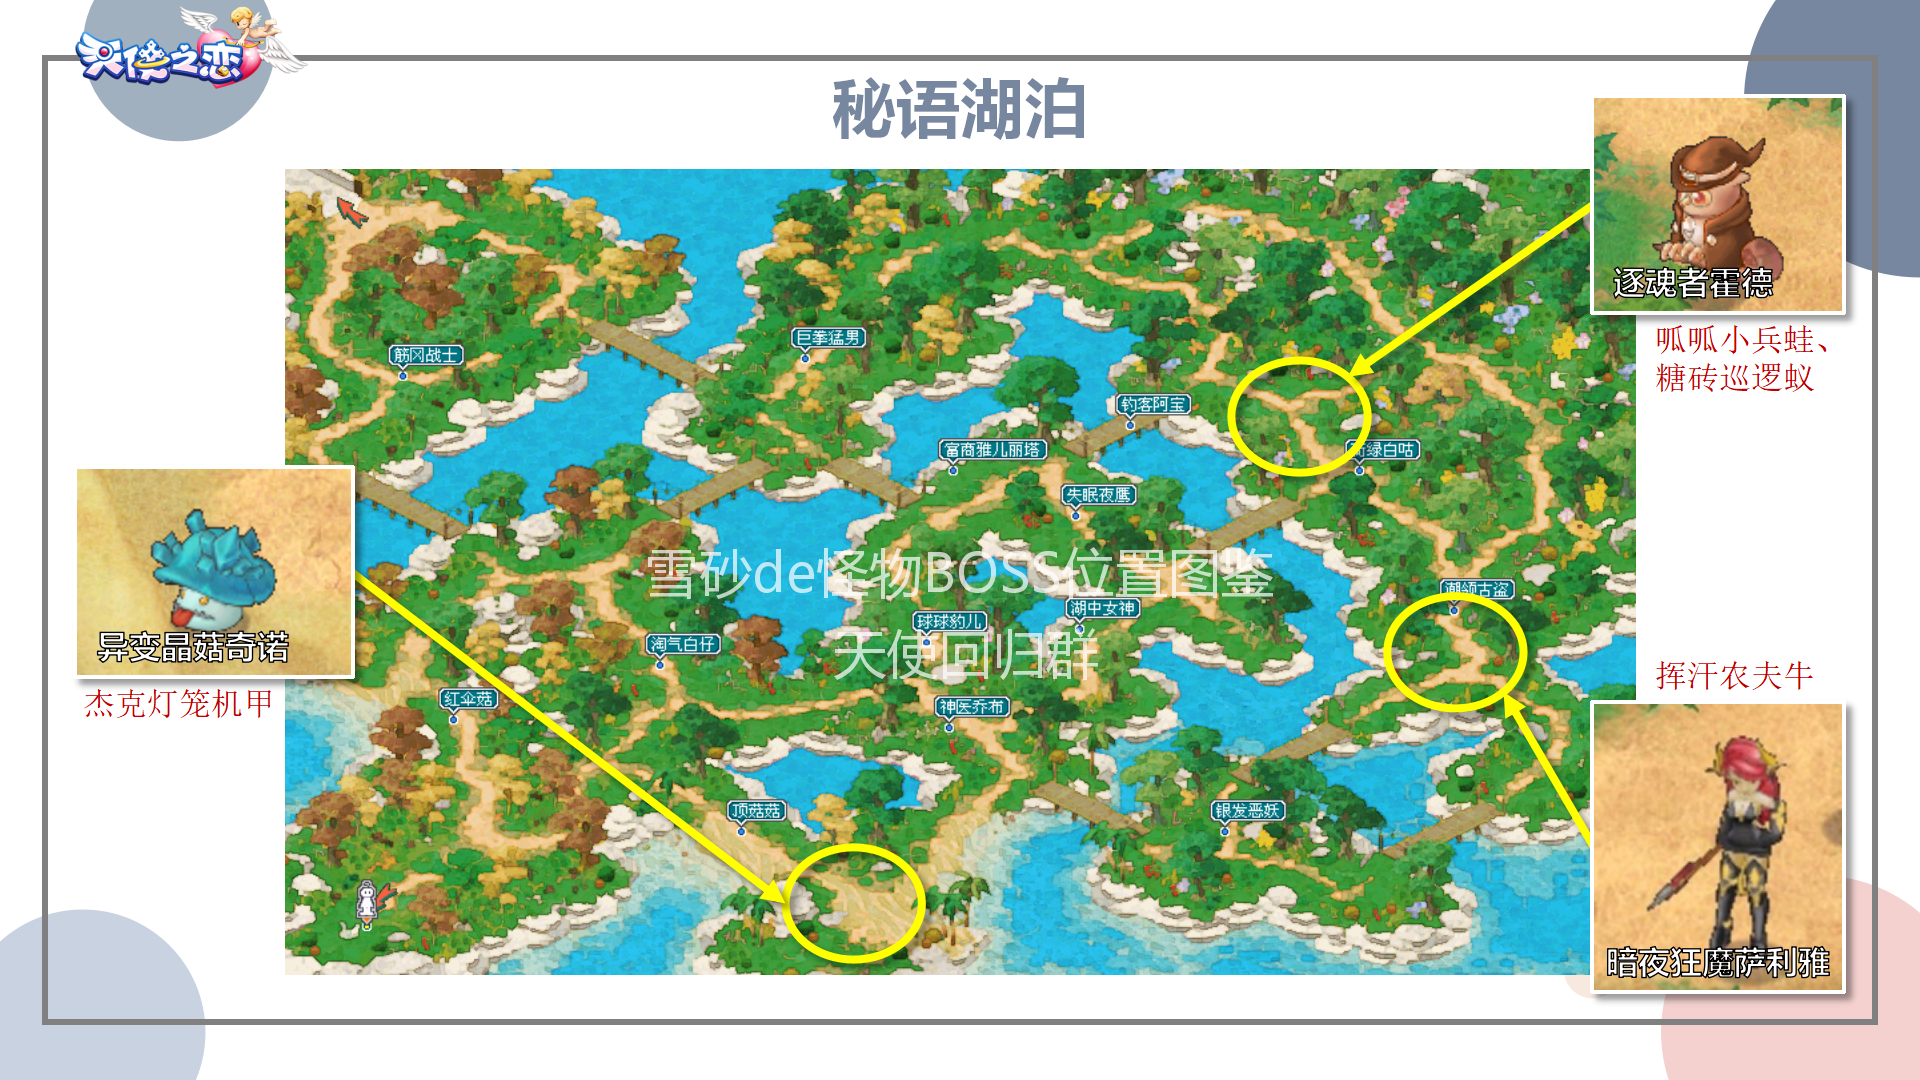 天使之恋
秘语湖泊
逐魂者霍德
呱呱小兵蛙、
糖砖巡逻蚁
巨拳猛男
筋冈战士
钓客阿宝
富商雅儿丽塔
绿白咕
失眠夜鹰
雪砂de怪物BOSS位置图鉴
潮领古盗
湖中女神
球球豹儿
淘气白仔
天使回归群
异变晶菇奇诺
杰克灯笼机甲
红伞菇
神医乔布
挥汗农夫牛
顶菇菇
银发恶妖
暗夜狂魔萨利雅